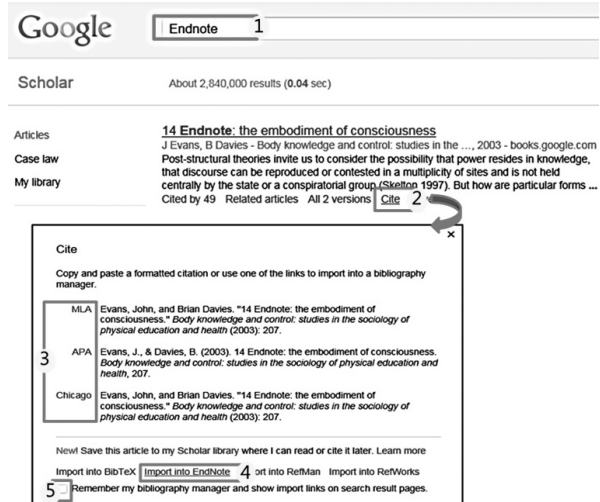 Google
Endnote 1
Scholar
About 2,840,000 results (0.04 sec)
Articles
Case law
My library
14 Endnote: the embodiment of consciousness
J Evans, B Davies - Body knowledge and control: studies in the ..., 2003 - books.google.com
Post-structural theories invite us to consider the possibility that power resides in knowledge,
that discourse can be reproduced or contested in a multiplicity of sites and is not held
centrally by the state or a conspiratorial group (Skelton 1997). But how are particular forms ...
Cited by 49 Related articles All 2 versions Cite 2
×
Cite
Copy and paste a formatted citation or use one of the links to import into a bibliography
manager.
3
MLA Evans, John, and Brian Davies. "14 Endnote: the embodiment of
consciousness." Body knowledge and control: studies in the sociology of
physical education and health (2003): 207.
APA Evans, J., & Davies, B. (2003). 14 Endnote: the embodiment of consciousness.
Body knowledge and control: studies in the sociology of physical education and
health, 207.
Chicago Evans, John, and Brian Davies. "14 Endnote: the embodiment of
consciousness." Body knowledge and control: studies in the sociology of
physical education and health (2003): 207.
New! Save this article to my Scholar library where I can read or cite it later. Learn more
Import into BibTeX Import into EndNote 4 ort into RefMan Import into RefWorks
5 Remember my bibliography manager and show import links on search result pages.